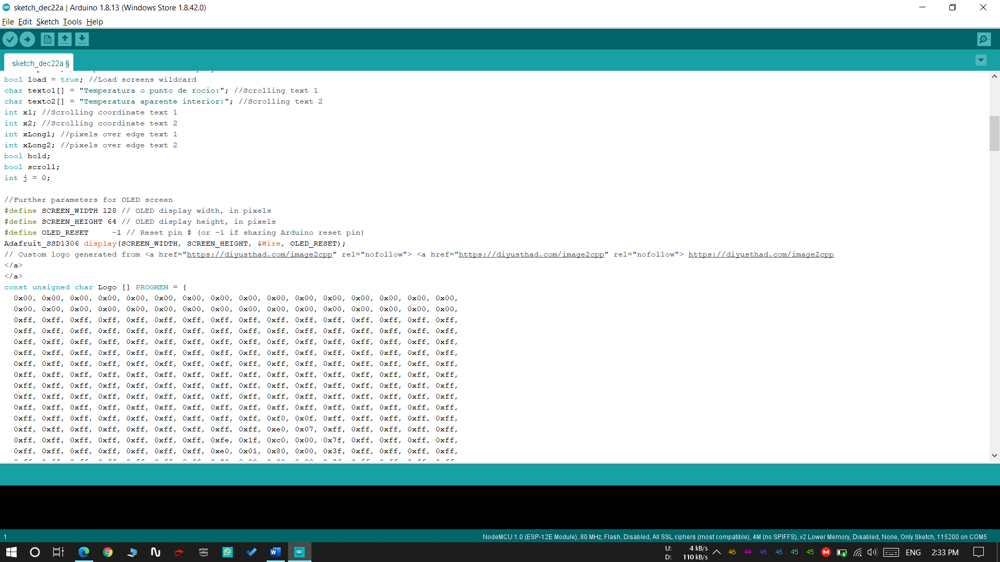 sketch_dec22a | Arduino 1.8.13 (Windows Store 1.8.42.0)
File Edit Sketch Tools Help
sketch_dec22a §
bool load = true; //Load screens wildcard
char texto1[] = "Temperatura o punto de rocio:"; //Scrolling text 1
char texto2[] = "Temperatura aparente interior:"; //Scrolling text 2
int x1; //Scrolling coordinate text 1
int x2; //Scrolling coordinate text 2
int xLong1; //pixels over edge text 1
int xLong2; //pixels over edge text 2
bool hold;
bool scroll;
int j = 0;
//Further parameters for OLED screen
#define SCREEN_WIDTH 128 // OLED display width, in pixels
#define SCREEN_HEIGHT 64 // OLED display height, in pixels
#define OLED_RESET     -1 // Reset pin # (or -1 if sharing Arduino reset pin)
Adafruit_SSD1306 display(SCREEN_WIDTH, SCREEN_HEIGHT, &Wire, OLED_RESET);
// Custom logo generated from <a href="https://diyusthad.com/image2cpp" rel="nofollow"> <a href="https://diyusthad.com/image2cpp" rel="nofollow"> https://diyusthad.com/image2cpp
</a>
</a>
const unsigned char Logo [] PROGMEM = {
0x00, 0x00, 0x00, 0x00, 0x00, 0x00, 0x00, 0x00, 0x00, 0x00, 0x00, 0x00, 0x00, 0x00, 0x00, 0x00,
0x00, 0x00, 0x00, 0x00, 0x00, 0x00, 0x00, 0x00, 0x00, 0x00, 0x00, 0x00, 0x00, 0x00, 0x00, 0x00,
0xff, 0xff, 0xff, 0xff, 0xff, 0xff, 0xff, 0xff, 0xff, 0xff, 0xff, 0xff, 0xff, 0xff, 0xff, 0xff,
0xff, 0xff, 0xff, 0xff, 0xff, 0xff, 0xff, 0xff, 0xff, 0xff, 0xff, 0xff, 0xff, 0xff, 0xff, 0xff,
0xff, 0xff, 0xff, 0xff, 0xff, 0xff, 0xff, 0xff, 0xff, 0xff, 0xff, 0xff, 0xff, 0xff, 0xff, 0xff,
0xff, 0xff, 0xff, 0xff, 0xff, 0xff, 0xff, 0xff, 0xff, 0xff, 0xff, 0xff, 0xff, 0xff, 0xff, 0xff,
0xff, 0xff, 0xff, 0xff, 0xff, 0xff, 0xff, 0xff, 0xff, 0xff, 0xff, 0xff, 0xff, 0xff, 0xff, 0xff,
0xff, 0xff, 0xff, 0xff, 0xff, 0xff, 0xff, 0xff, 0xff, 0xff, 0xff, 0xff, 0xff, 0xff, 0xff, 0xff,
0xff, 0xff, 0xff, 0xff, 0xff, 0xff, 0xff, 0xff, 0xff, 0xff, 0xff, 0xff, 0xff, 0xff, 0xff, 0xff,
0xff, 0xff, 0xff, 0xff, 0xff, 0xff, 0xff, 0xff, 0xff, 0xff, 0xff, 0xff, 0xff, 0xff, 0xff, 0xff,
0xff, 0xff, 0xff, 0xff, 0xff, 0xff, 0xff, 0xff, 0xff, 0xff, 0xff, 0xff, 0xff, 0xff, 0xff, 0xff,
0xff, 0xff, 0xff, 0xff, 0xff, 0xff, 0xff, 0xff, 0xff, 0xf0, 0x0f, 0xff, 0xff, 0xff, 0xff, 0xff,
0xff, 0xff, 0xff, 0xff, 0xff, 0xff, 0xff, 0xff, 0xff, 0xe0, 0x07, 0xff, 0xff, 0xff, 0xff, 0xff,
0xff, 0xff, 0xff, 0xff, 0xff, 0xff, 0xff, 0xfe, 0x1f, 0xc0, 0x00, 0x7f, 0xff, 0xff, 0xff, 0xff,
0xff, 0xff, 0xff, 0xff, 0xff, 0xff, 0xff, 0xe0, 0x01, 0x80, 0x00, 0x3f, 0xff, 0xff, 0xff, 0xff,
1
NodeMCU 1.0 (ESP-12E Module), 80 MHz, Flash, Disabled, All SSL ciphers (most compatible), 4M (no SPIFFS), v2 Lower Memory, Disabled, None, Only Sketch, 115200 on COM5
prime video
U: 4 kB/s
D: 110 kB/s
46 44 46 46 45 45
ENG
2:33 PM